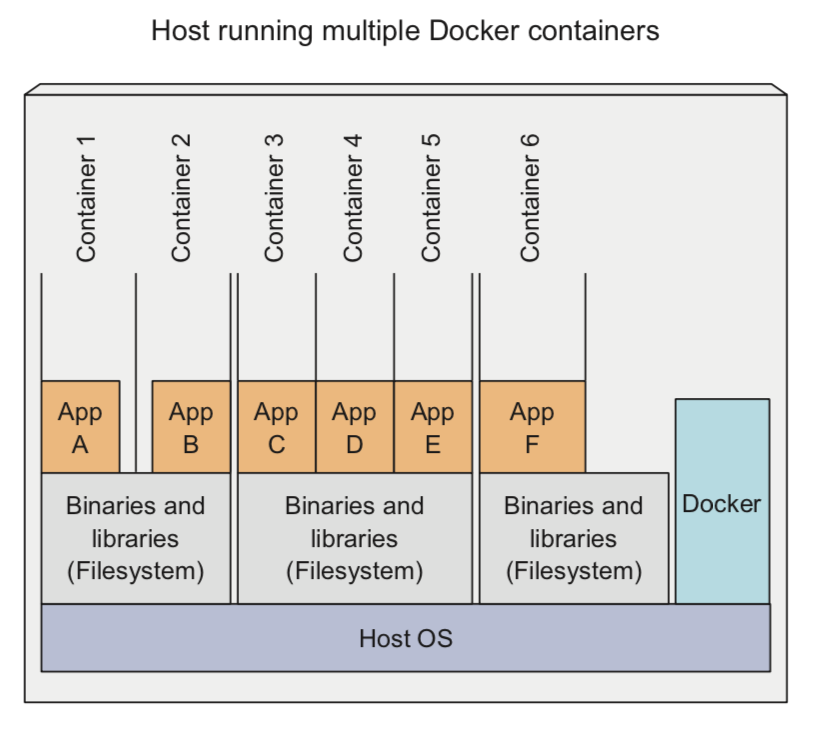 Host running multiple Docker containers
Container 1
Container 2
Container 3
Container 4
Container 5
Container 6
App
A
App
B
App
C
App
D
App
E
App
F
Binaries and
libraries
(Filesystem)
Binaries and
libraries
(Filesystem)
Binaries and
libraries
(Filesystem)
Docker
Host OS